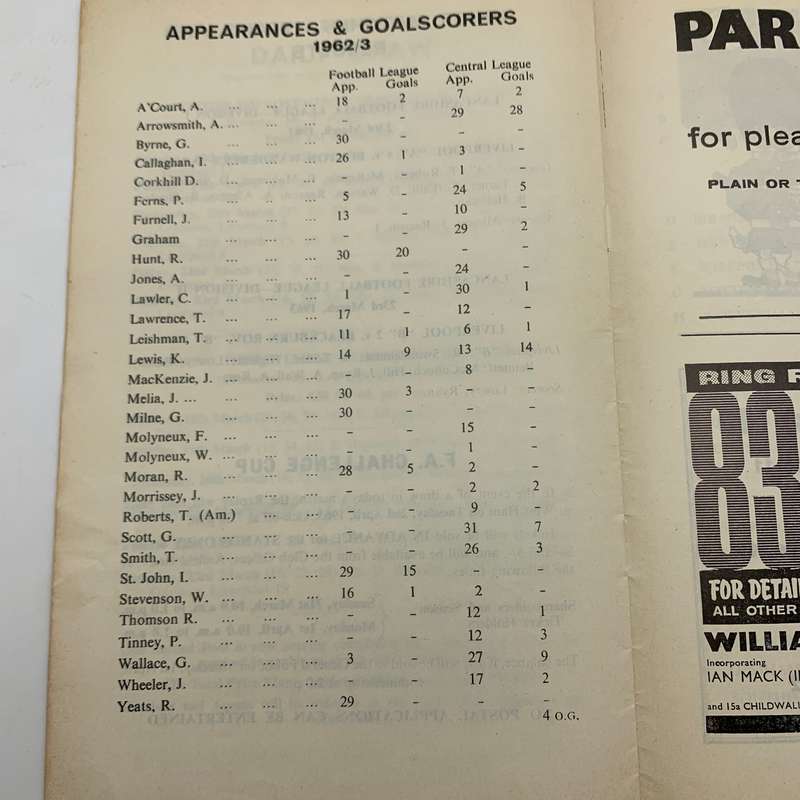 APPEARANCES & GOALSCORERS
1962/3
Football League Central League
App. Goals App. Goals
A'Court, A. ... ... ... 18 2 7 2
Arrowsmith, A. ... ... ... – – 29 28
Byrne, G. ... ... ... 30 – – –
Callaghan, I. ... ... ... 26 1 3 –
Corkhill D. ... ... ... – – 1 –
Ferns, P. ... ... ... 5 – 24 5
Furnell, J. ... ... ... 13 – 10 –
Graham ... ... ... – – 29 2
Hunt, R. ... ... ... 30 20 – –
Jones, A. ... ... ... – – 24 –
Lawler, C. ... ... ... 1 – 30 1
Lawrence, T. ... ... ... 17 – 12 –
Leishman, T. ... ... ... 11 1 6 1
Lewis, K. ... ... ... 14 9 13 14
MacKenzie, J. ... ... ... – – 8 –
Melia, J. ... ... ... 30 3 – –
Milne, G. ... ... ... 30 – – –
Molyneux, F. ... ... ... – – 15 –
Molyneux, W. ... ... ... – – 1 –
Moran, R. ... ... ... 28 5 2 –
Morrissey, J. ... ... ... – – 2 2
Roberts, T. (Am.) ... ... – – 9 –
Scott, G. ... ... ... – – 31 7
Smith, T. ... ... ... – – 26 3
St. John, I. ... ... ... 29 15 – –
Stevenson, W. ... ... ... 16 1 2 –
Thomson R. ... ... ... – – 12 1
Tinney, P. ... ... ... – – 12 3
Wallace, G. ... ... ... 3 – 27 9
Wheeler, J. ... ... ... – – 17 2
Yeats, R. ... ... ... 29 – – –
4 O.G.
PAR
for plea
PLAIN OR
RING
83
FOR DETAI
ALL OTHER
WILLIA
Incorporating
IAN MACK (I
and 15a CHILDWAL